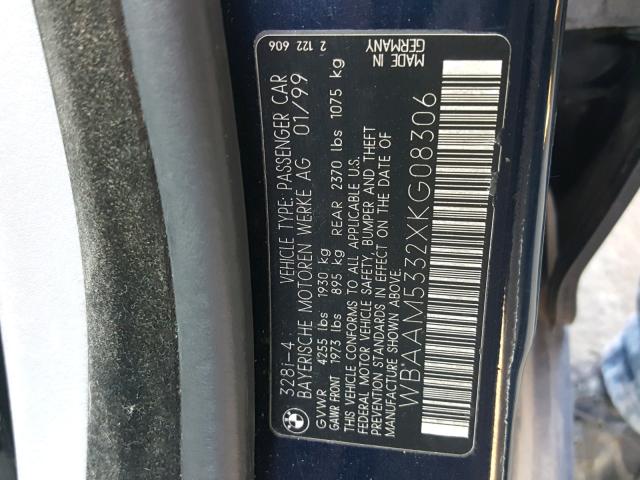 328i-4 VEHICLE TYPE: PASSENGER CAR 2 122 606
BAYERISCHE MOTOREN WERKE AG 01/99
GVWR 4255 lbs 1930 kg
GAWR FRONT 1973 lbs 895 kg REAR 2370 lbs 1075 kg
THIS VEHICLE CONFORMS TO ALL APPLICABLE U.S.
FEDERAL MOTOR VEHICLE SAFETY, BUMPER AND THEFT
PREVENTION STANDARDS IN EFFECT ON THE DATE OF
MANUFACTURE SHOWN ABOVE.
MADE IN
GERMANY
WBAAM5332XKG08306